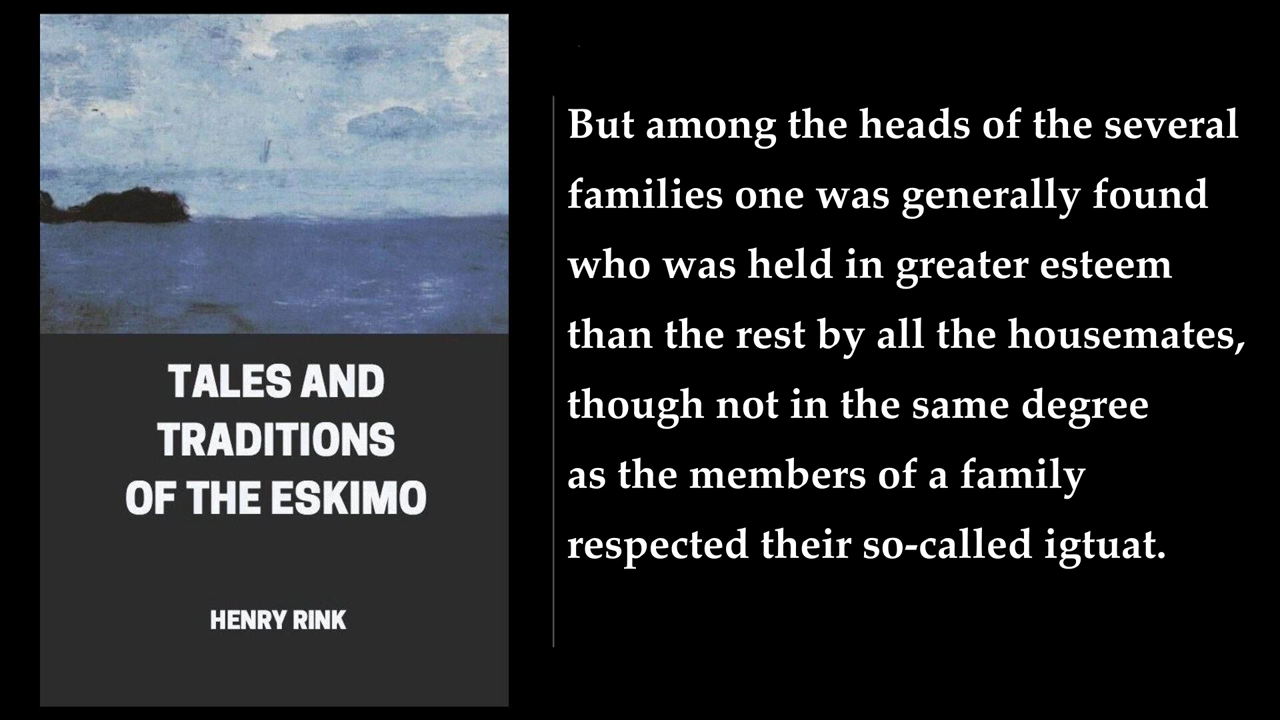 TALES AND
TRADITIONS
OF THE ESKIMO
HENRY RINK
But among the heads of the several
families one was generally found
who was held in greater esteem
than the rest by all the housemates,
though not in the same degree
as the members of a family
respected their so-called igtuat.